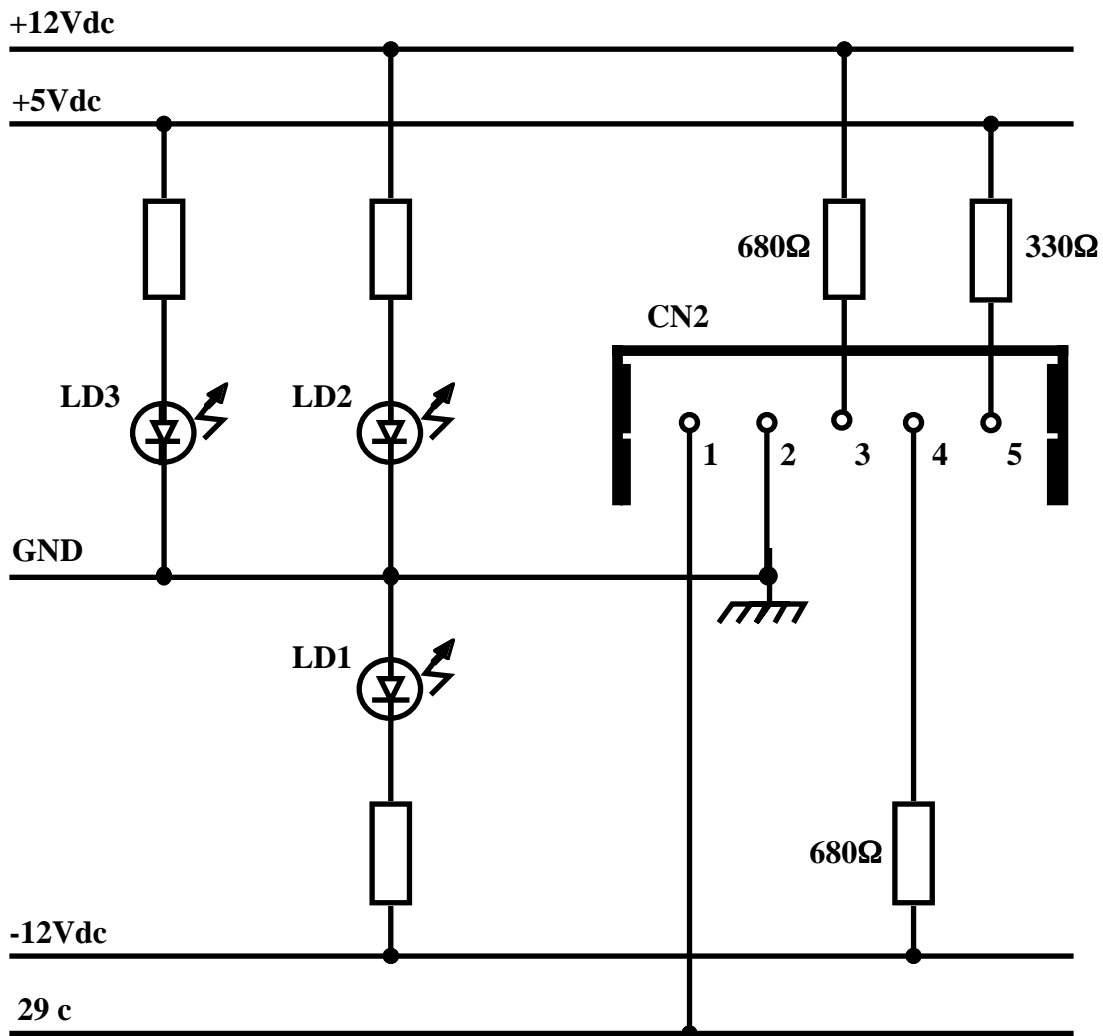 +12Vdc
+5Vdc
680Ω
330Ω
CN2
LD3
LD2
1 2 3 4 5
GND
LD1
680Ω
-12Vdc
29 c